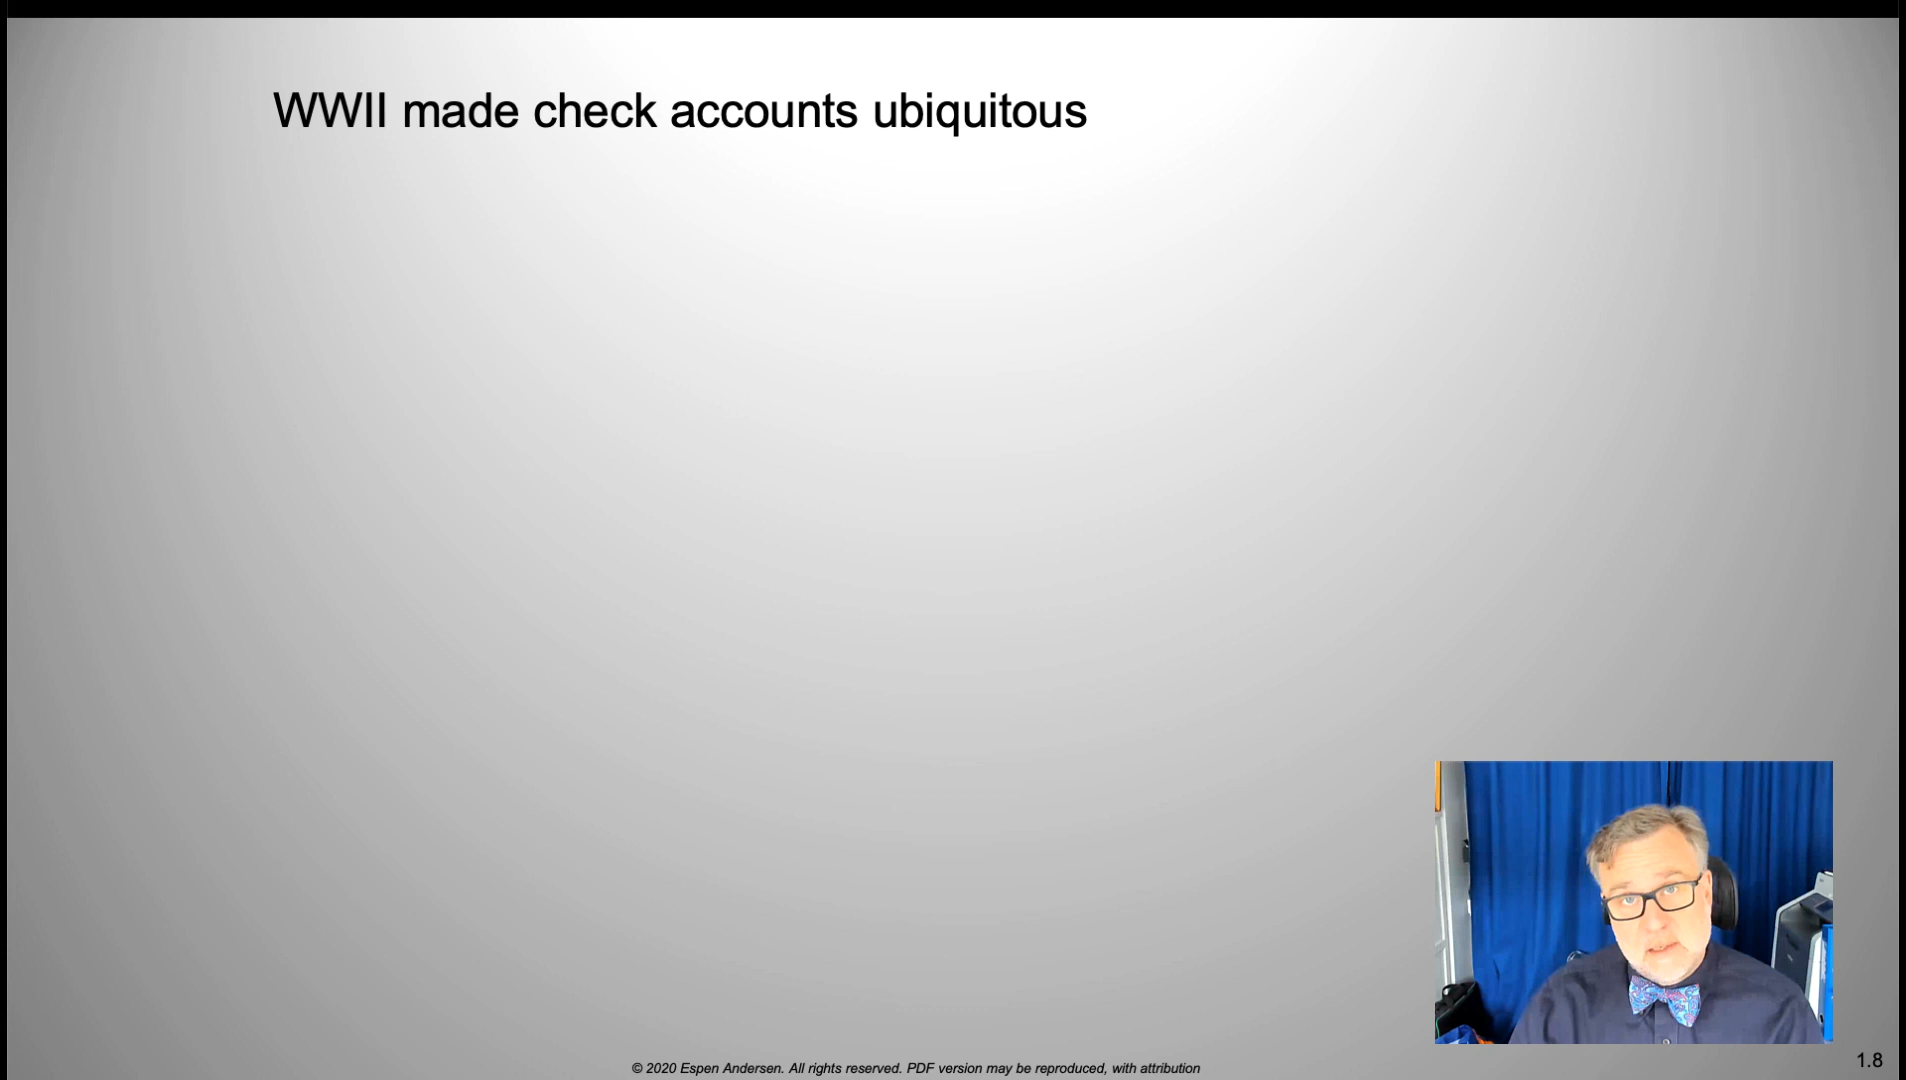 WWII made check accounts ubiquitous
© 2020 Espen Andersen. All rights reserved. PDF version may be reproduced, with attribution
1.8